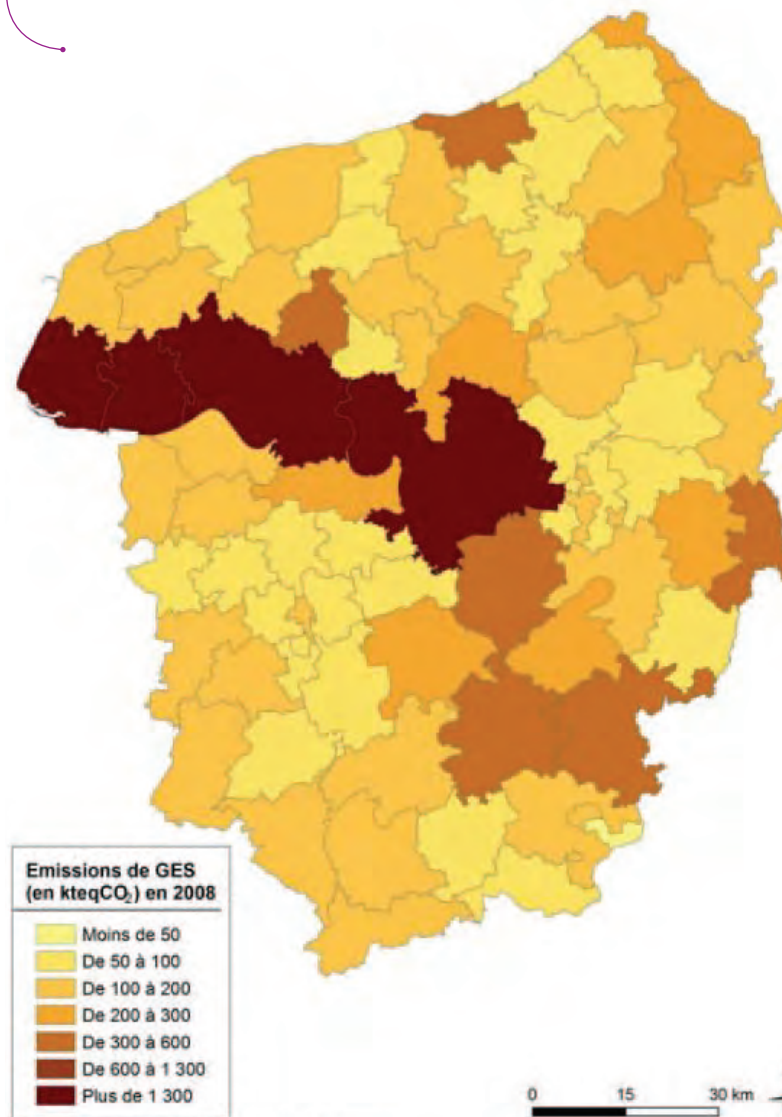 Emissions de GES
(en kteqCO₂) en 2008
Moins de 50
De 50 à 100
De 100 à 200
De 200 à 300
De 300 à 600
De 600 à 1 300
Plus de 1 300
0 15 30 km